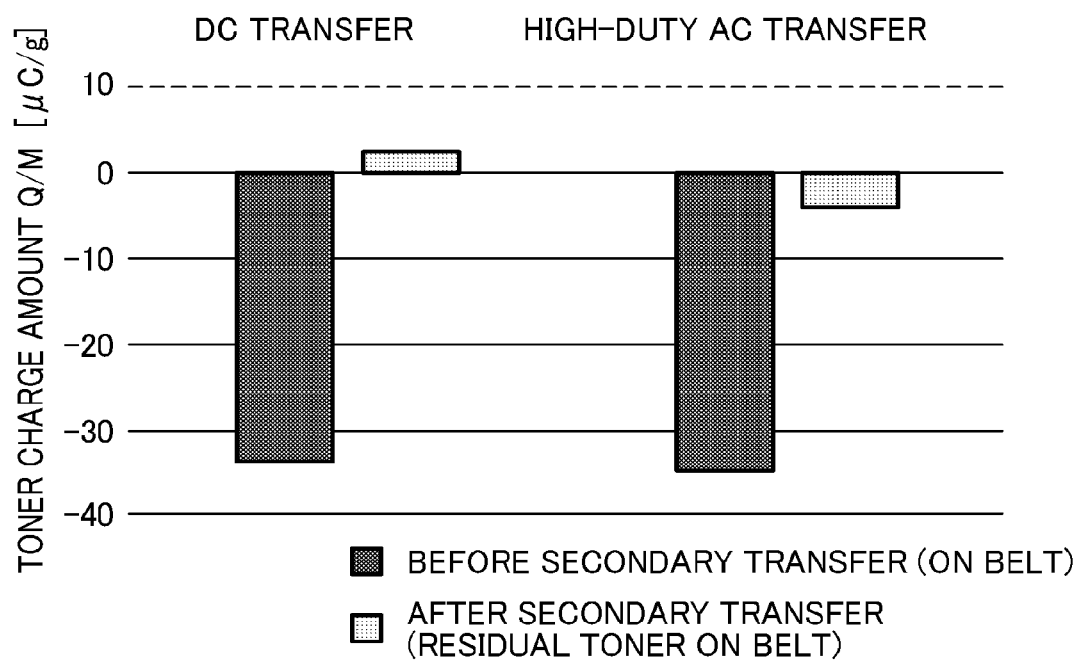 DC TRANSFER
HIGH-DUTY AC TRANSFER
TONER CHARGE AMOUNT Q/M [μC/g]
10
0
-10
-20
-30
-40
BEFORE SECONDARY TRANSFER (ON BELT)
AFTER SECONDARY TRANSFER
(RESIDUAL TONER ON BELT)